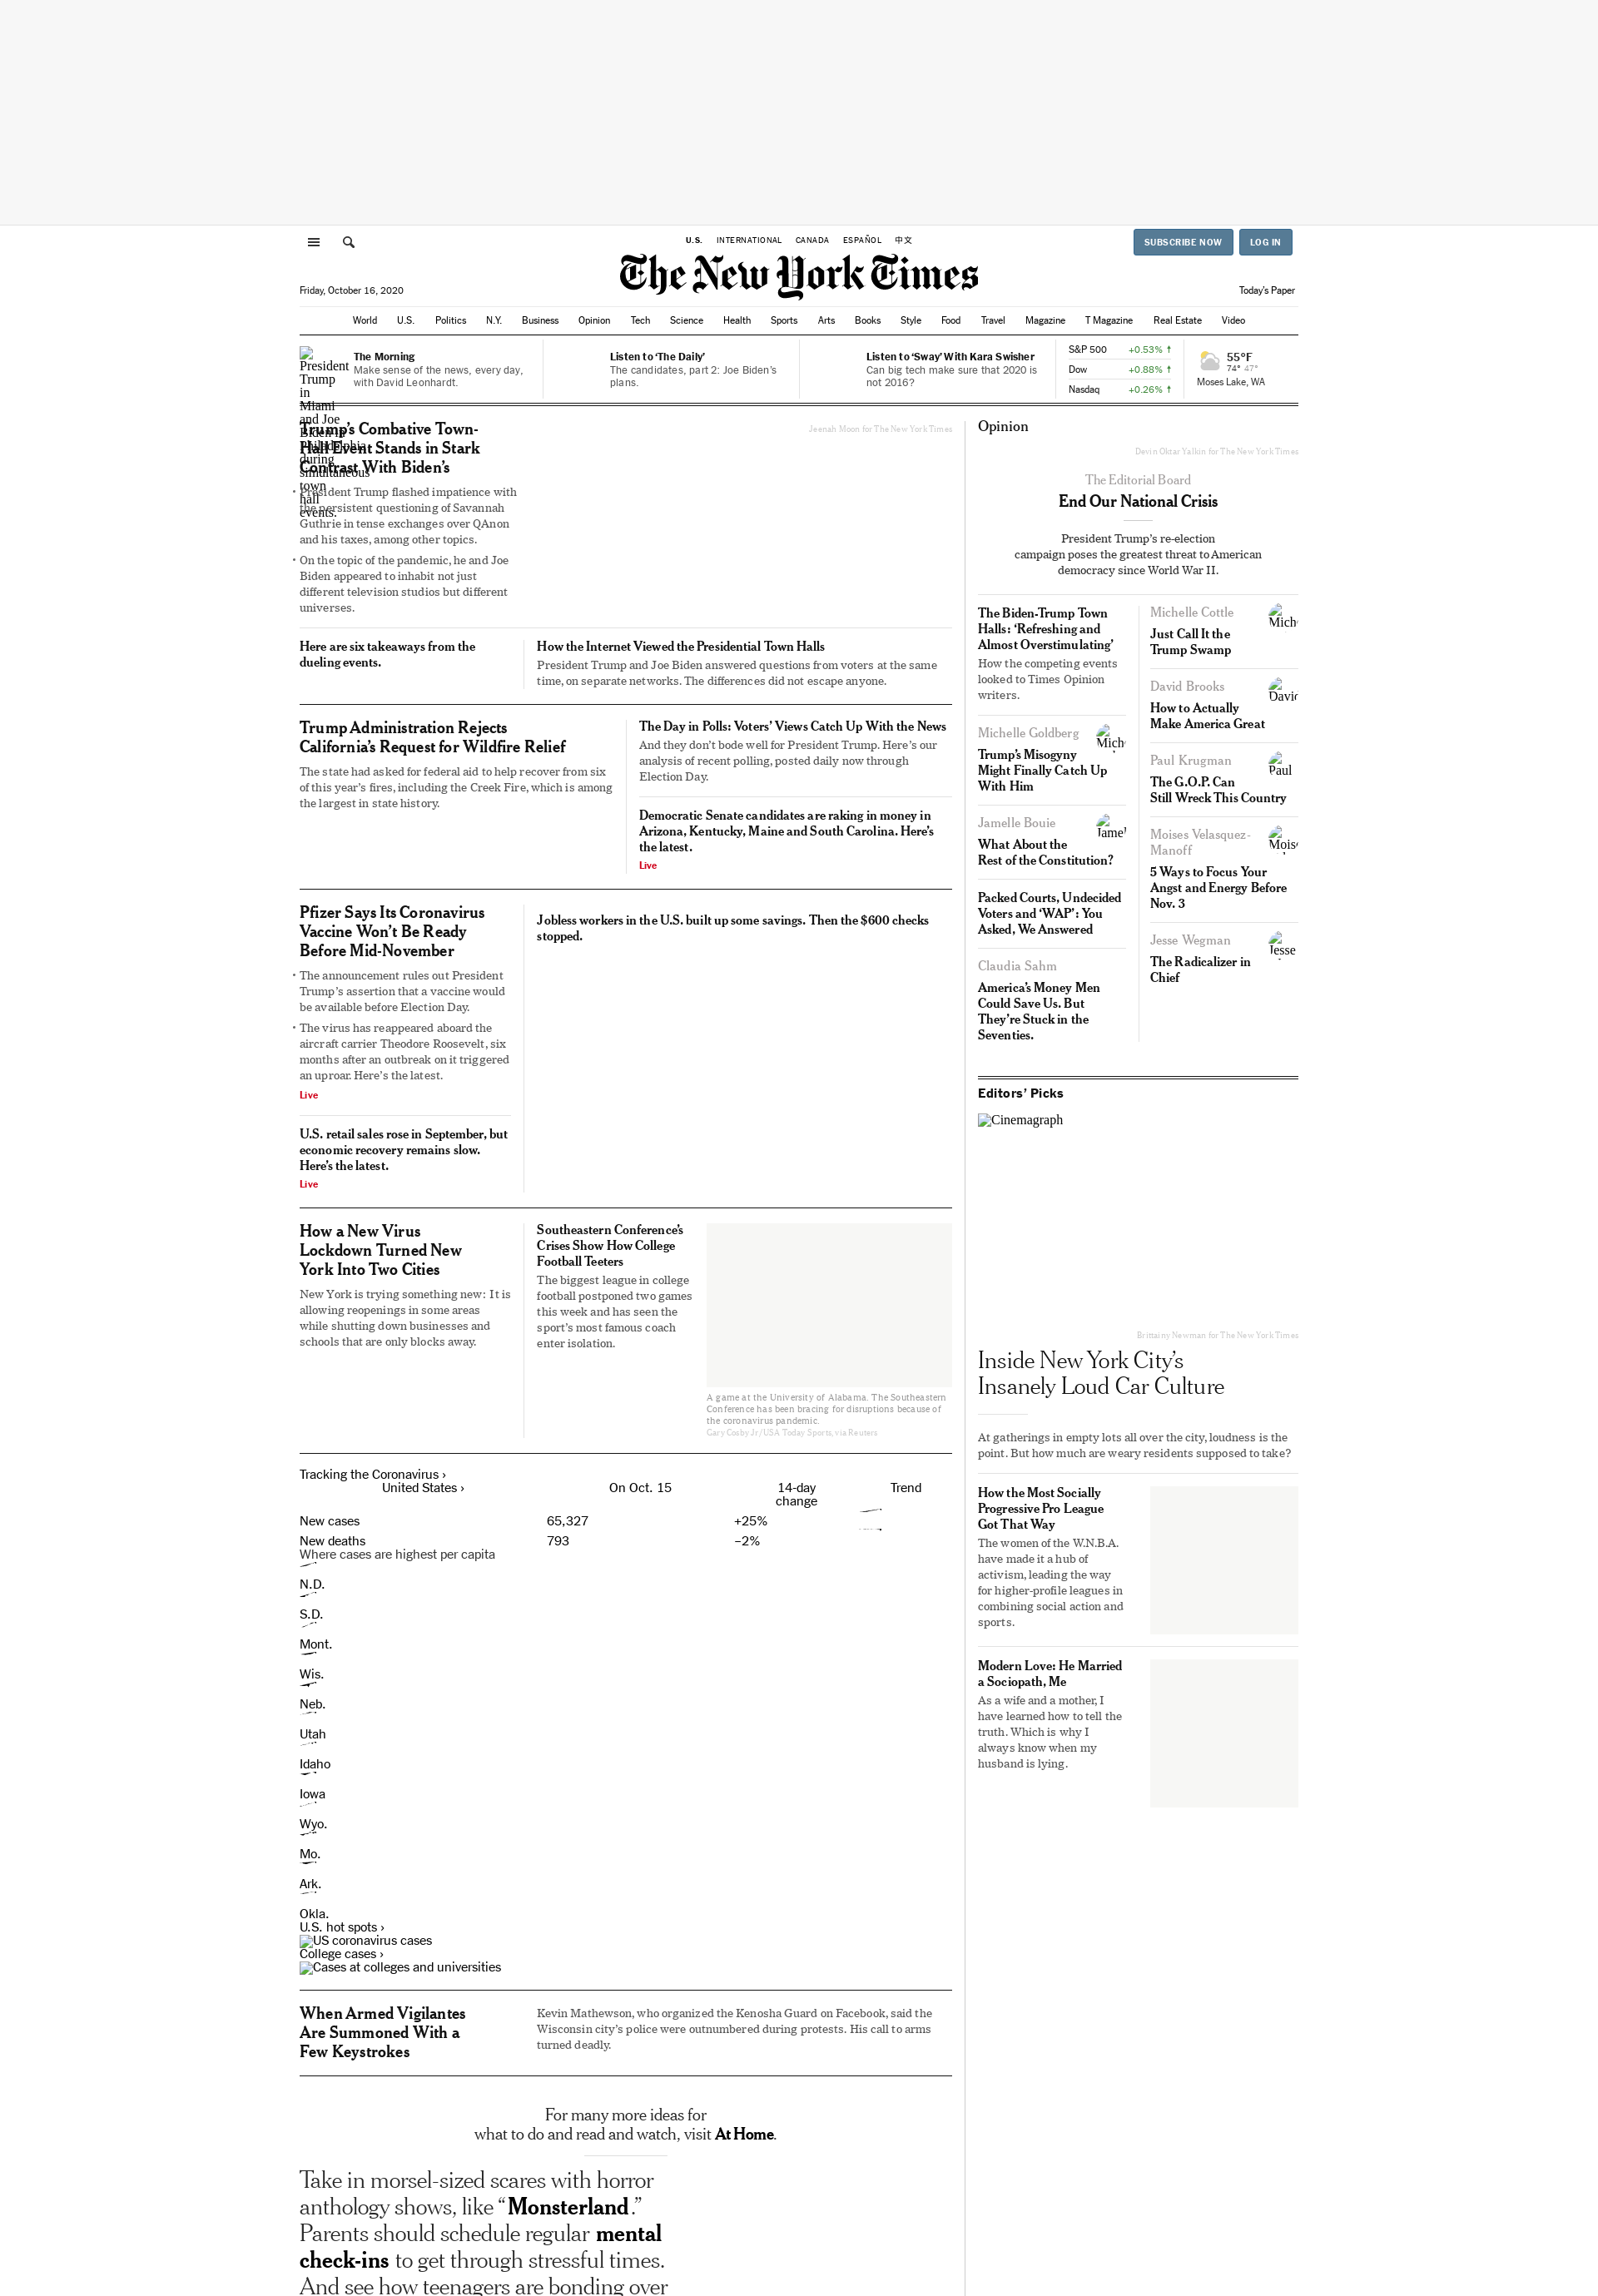 U.S. INTERNATIONAL CANADA ESPAÑOL 中文
SUBSCRIBE NOW LOG IN
The New York Times
Friday, October 16, 2020
Today's Paper
World U.S. Politics N.Y. Business Opinion Tech Science Health Sports Arts Books Style Food Travel Magazine T Magazine Real Estate Video
President
Trump
in
Miami
and Joe
Biden in
Philadelphia
during
simultaneous
town
hall
events.
The Morning
Make sense of the news, every day,
with David Leonhardt.
Listen to ‘The Daily’
The candidates, part 2: Joe Biden’s
plans.
Listen to ‘Sway’ With Kara Swisher
Can big tech make sure that 2020 is
not 2016?
S&P 500 +0.53%
Dow +0.88%
Nasdaq +0.26%
55°F
74° 47°
Moses Lake, WA
Trump’s Combative Town-
Hall Event Stands in Stark
Contrast With Biden’s
President Trump flashed impatience with
the persistent questioning of Savannah
Guthrie in tense exchanges over QAnon
and his taxes, among other topics.
On the topic of the pandemic, he and Joe
Biden appeared to inhabit not just
different television studios but different
universes.
Jeenah Moon for The New York Times
Here are six takeaways from the
dueling events.
How the Internet Viewed the Presidential Town Halls
President Trump and Joe Biden answered questions from voters at the same
time, on separate networks. The differences did not escape anyone.
Trump Administration Rejects
California’s Request for Wildfire Relief
The state had asked for federal aid to help recover from six
of this year’s fires, including the Creek Fire, which is among
the largest in state history.
The Day in Polls: Voters’ Views Catch Up With the News
And they don’t bode well for President Trump. Here’s our
analysis of recent polling, posted daily now through
Election Day.
Democratic Senate candidates are raking in money in
Arizona, Kentucky, Maine and South Carolina. Here’s
the latest.
Live
Pfizer Says Its Coronavirus
Vaccine Won’t Be Ready
Before Mid-November
The announcement rules out President
Trump’s assertion that a vaccine would
be available before Election Day.
The virus has reappeared aboard the
aircraft carrier Theodore Roosevelt, six
months after an outbreak on it triggered
an uproar. Here’s the latest.
Live
U.S. retail sales rose in September, but
economic recovery remains slow.
Here’s the latest.
Live
Jobless workers in the U.S. built up some savings. Then the $600 checks
stopped.
How a New Virus
Lockdown Turned New
York Into Two Cities
New York is trying something new: It is
allowing reopenings in some areas
while shutting down businesses and
schools that are only blocks away.
Southeastern Conference’s
Crises Show How College
Football Teeters
The biggest league in college
football postponed two games
this week and has seen the
sport’s most famous coach
enter isolation.
A game at the University of Alabama. The Southeastern
Conference has been bracing for disruptions because of
the coronavirus pandemic.
Gary Cosby Jr/USA Today Sports, via Reuters
Tracking the Coronavirus ›
United States › On Oct. 15 14-day
change Trend
New cases 65,327 +25%
New deaths 793 −2%
Where cases are highest per capita
N.D.
S.D.
Mont.
Wis.
Neb.
Utah
Idaho
Iowa
Wyo.
Mo.
Ark.
Okla.
U.S. hot spots ›
US coronavirus cases
College cases ›
Cases at colleges and universities
When Armed Vigilantes
Are Summoned With a
Few Keystrokes
Kevin Mathewson, who organized the Kenosha Guard on Facebook, said the
Wisconsin city’s police were outnumbered during protests. His call to arms
turned deadly.
For many more ideas for
what to do and read and watch, visit At Home.
Take in morsel-sized scares with horror
anthology shows, like “Monsterland.”
Parents should schedule regular mental
check-ins to get through stressful times.
And see how teenagers are bonding over
Opinion
Devin Oktar Yalkin for The New York Times
The Editorial Board
End Our National Crisis
President Trump’s re-election
campaign poses the greatest threat to American
democracy since World War II.
The Biden-Trump Town
Halls: ‘Refreshing and
Almost Overstimulating’
How the competing events
looked to Times Opinion
writers.
Michelle Goldberg
Trump’s Misogyny
Might Finally Catch Up
With Him
Jamelle Bouie
What About the
Rest of the Constitution?
Packed Courts, Undecided
Voters and ‘WAP’: You
Asked, We Answered
Claudia Sahm
America’s Money Men
Could Save Us. But
They’re Stuck in the
Seventies.
Michelle Cottle
Just Call It the
Trump Swamp
David Brooks
How to Actually
Make America Great
Paul Krugman
Paul
The G.O.P. Can
Still Wreck This Country
Moises Velasquez-
Manoff
5 Ways to Focus Your
Angst and Energy Before
Nov. 3
Jesse Wegman
Jesse
The Radicalizer in
Chief
Editors’ Picks
Cinemagraph
Brittainy Newman for The New York Times
Inside New York City’s
Insanely Loud Car Culture
At gatherings in empty lots all over the city, loudness is the
point. But how much are weary residents supposed to take?
How the Most Socially
Progressive Pro League
Got That Way
The women of the W.N.B.A.
have made it a hub of
activism, leading the way
for higher-profile leagues in
combining social action and
sports.
Modern Love: He Married
a Sociopath, Me
As a wife and a mother, I
have learned how to tell the
truth. Which is why I
always know when my
husband is lying.